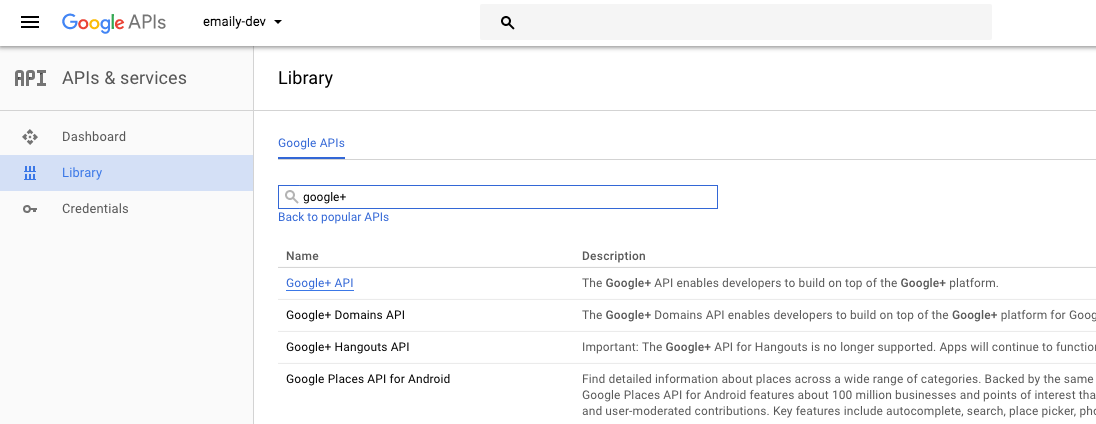 Google APIs
emaily-dev
API
APIs & services
Library
Dashboard
Library
Credentials
Google APIs
google+
Back to popular APIs
Name Description
Google+ API The Google+ API enables developers to build on top of the Google+ platform.
Google+ Domains API The Google+ Domains API enables developers to build on top of the Google+ platform for Goog
Google+ Hangouts API Important: The Google+ API for Hangouts is no longer supported. Apps will continue to function
Google Places API for Android Find detailed information about places across a wide range of categories. Backed by the same
Google Places API for Android features about 100 million businesses and points of interest tha
and user-moderated contributions. Key features include autocomplete, search, place picker, pho